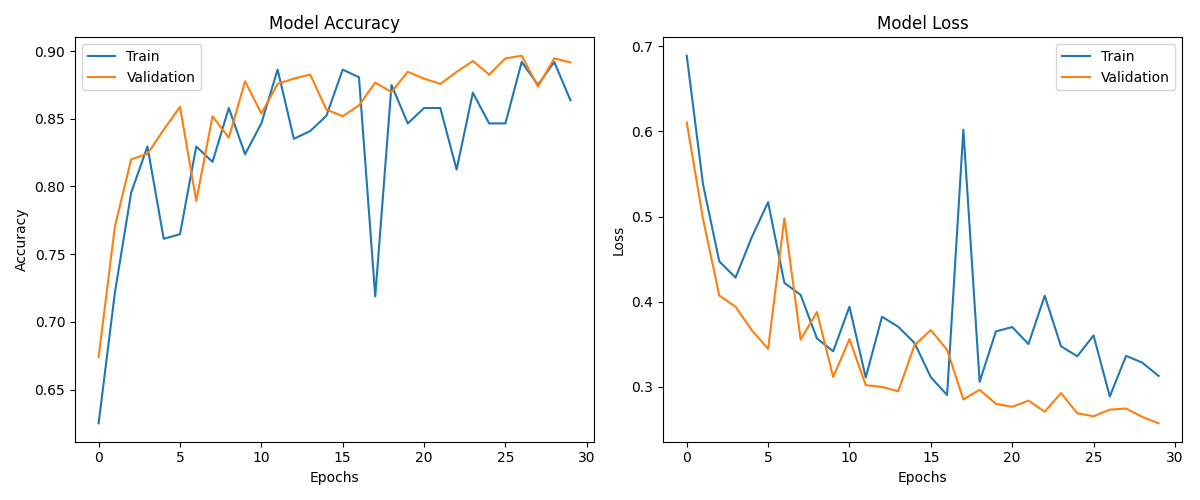 Model Accuracy
Train
Validation
0.90
0.85
0.80
0.75
0.70
0.65
Accuracy
0 5 10 15 20 25 30
Epochs
Model Loss
Train
Validation
0.7
0.6
0.5
0.4
0.3
Loss
0 5 10 15 20 25 30
Epochs